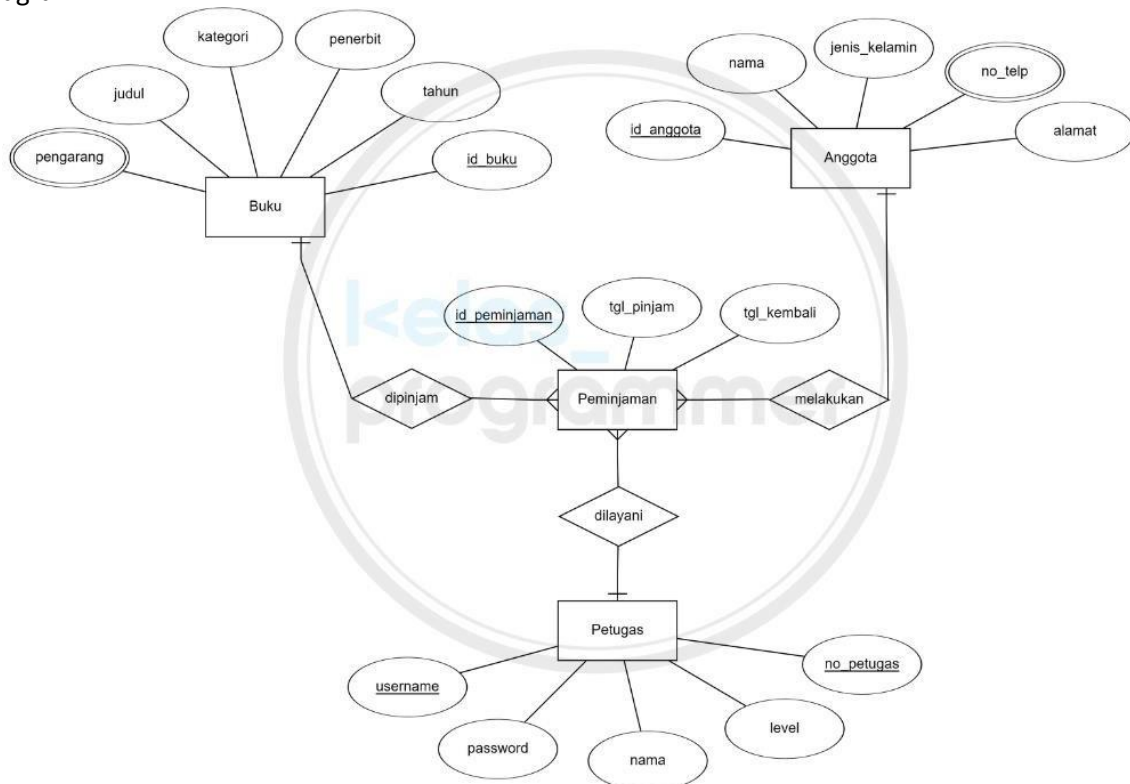 kategori
penerbit
judul
tahun
pengarang
id_buku
Buku
nama
jenis_kelamin
no_telp
id_anggota
alamat
Anggota
kelas_
programmer
id_peminjaman
tgl_pinjam
tgl_kembali
dipinjam
Peminjaman
melakukan
dilayani
Petugas
username
no_petugas
password
level
nama